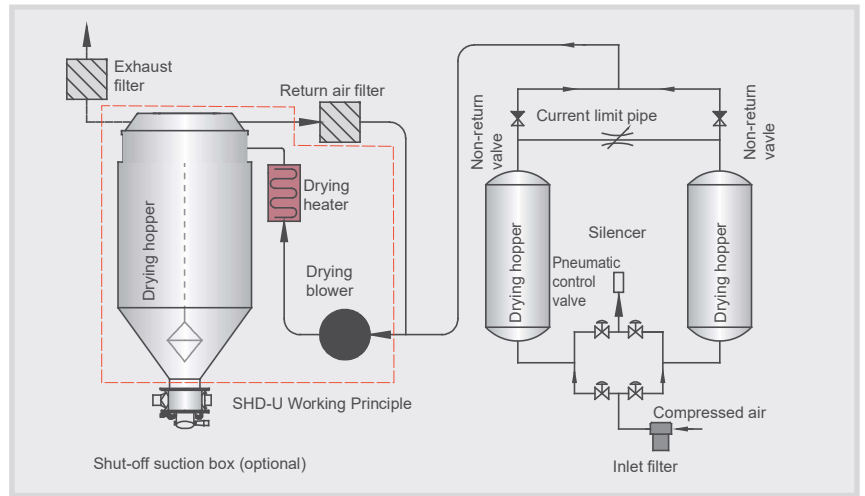 Exhaust
filter
Return air filter
Drying hopper
Drying
heater
Drying
blower
SHD-U Working Principle
Shut-off suction box (optional)
Non-return
valve
Current limit pipe
Non-return
vavle
Drying hopper
Silencer
Pneumatic
control
valve
Drying hopper
Compressed air
Inlet filter